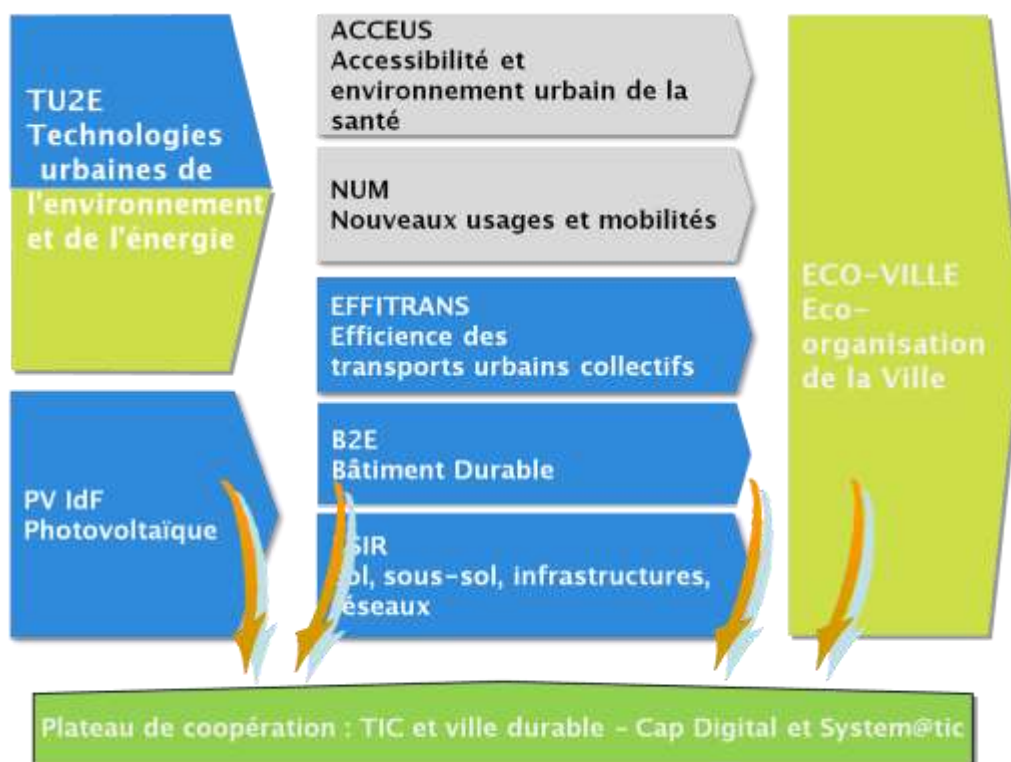 TU2E
Technologies
urbaines de
l'environnement
et de l'énergie
PV IdF
Photovoltaïque
ACCEUS
Accessibilité et
environnement urbain de la
santé
NUM
Nouveaux usages et mobilités
EFFITRANS
Efficience des
transports urbains collectifs
B2E
Bâtiment Durable
sous-sol, infrastructures,
ECO-VILLE
Eco-
organisation
de la Ville
Plateau de coopération : TIC et ville durable - Cap Digital et System@tic